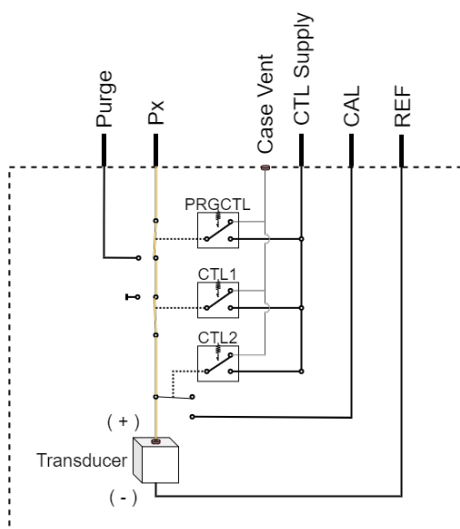 Purge
Px
Case Vent
CTL Supply
CAL
REF
PRGCTL
CTL1
CTL2
( + )
Transducer
( - )